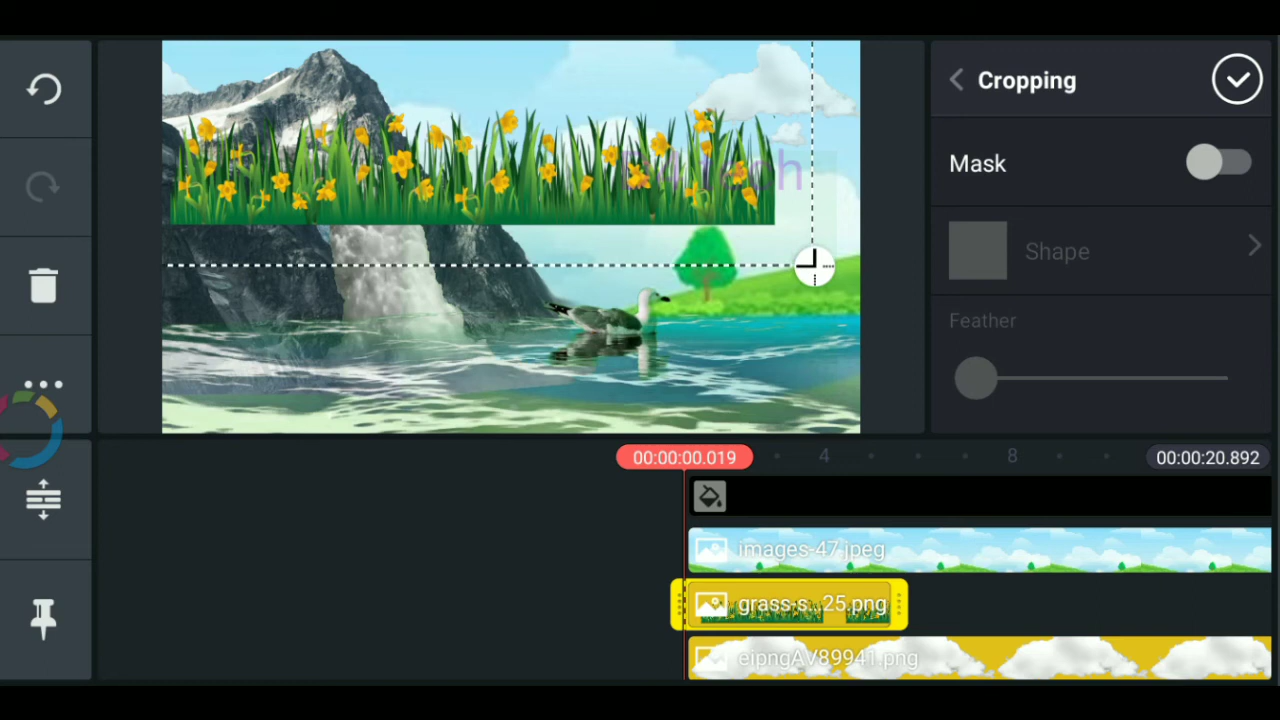 Cropping
Mask
Shape
Feather
00:00:00.019
4
8
00:00:20.892
images-47.jpeg
grass-s...25.png
eipngAV89941.png